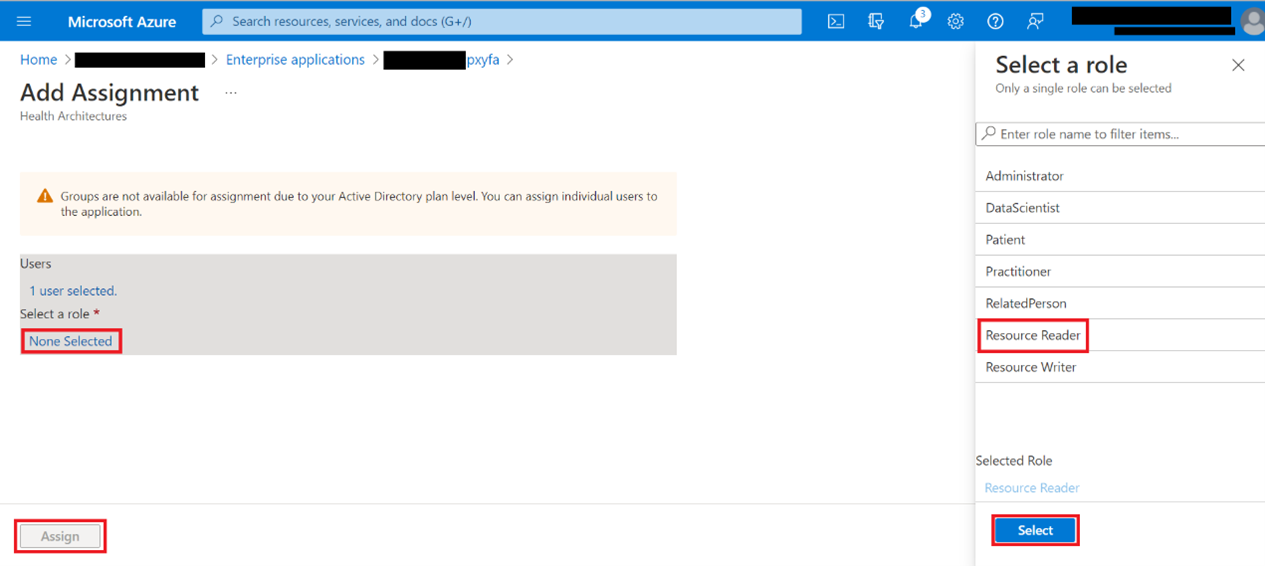 Microsoft Azure
Search resources, services, and docs (G+/)
3
Home > > Enterprise applications > pxyfa >
Add Assignment ...
Health Architectures
Groups are not available for assignment due to your Active Directory plan level. You can assign individual users to
the application.
Users
1 user selected.
Select a role *
None Selected
Assign
Select a role
Only a single role can be selected
Enter role name to filter items...
Administrator
DataScientist
Patient
Practitioner
RelatedPerson
Resource Reader
Resource Writer
Selected Role
Resource Reader
Select